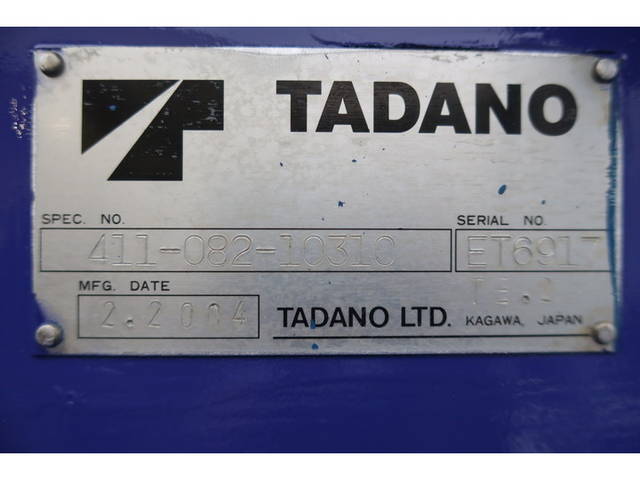 TADANO
SPEC. NO. SERIAL NO.
411-082-10310 ET6917
MFG. DATE
2.2004 TADANO LTD. KAGAWA, JAPAN